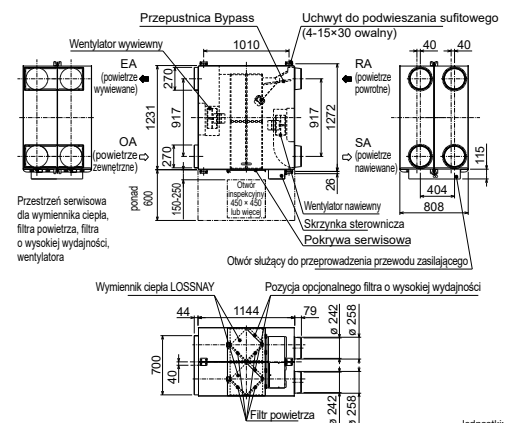 Przepustnica Bypass
Uchwyt do podwieszania sufitowego
(4-15×30 owalny)
Wentylator wywiewny
1010
40
40
EA
(powietrze
wywiewane)
270
RA
(powietrze
powrotne)
1231
917
917
1272
OA
(powietrze
zewnętrzne)
270
SA
(powietrze
nawiewane)
115
26
404
808
ponad
600
150-250
Otwór
inspekcyjny
450 × 450
lub więcej
Przestrzeń serwisowa
dla wymiennika ciepła,
filtra powietrza, filtra
o wysokiej wydajności,
wentylatora
Wentylator nawiewny
Skrzynka sterownicza
Pokrywa serwisowa
Otwór służący do przeprowadzenia przewodu zasilającego
Wymiennik ciepła LOSSNAY
Pozycja opcjonalnego filtra o wysokiej wydajności
44
1144
79
ø 242
ø 258
700
40
ø 242
ø 258
Filtr powietrza